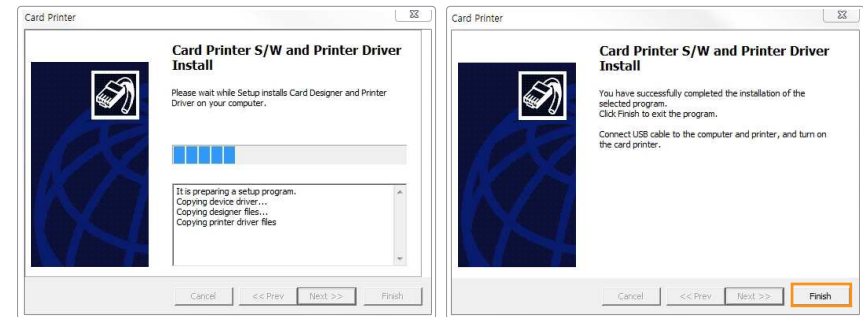 Card Printer
Card Printer S/W and Printer Driver
Install
Please wait while Setup installs Card Designer and Printer
Driver on your computer.
It is preparing a setup program.
Copying device driver...
Copying designer files...
Copying printer driver files
Cancel
<< Prev
Next >>
Finish
Card Printer
Card Printer S/W and Printer Driver
Install
You have successfully completed the installation of the
selected program.
Click Finish to exit the program.
Connect USB cable to the computer and printer, and turn on
the card printer.
Cancel
<< Prev
Next >>
Finish